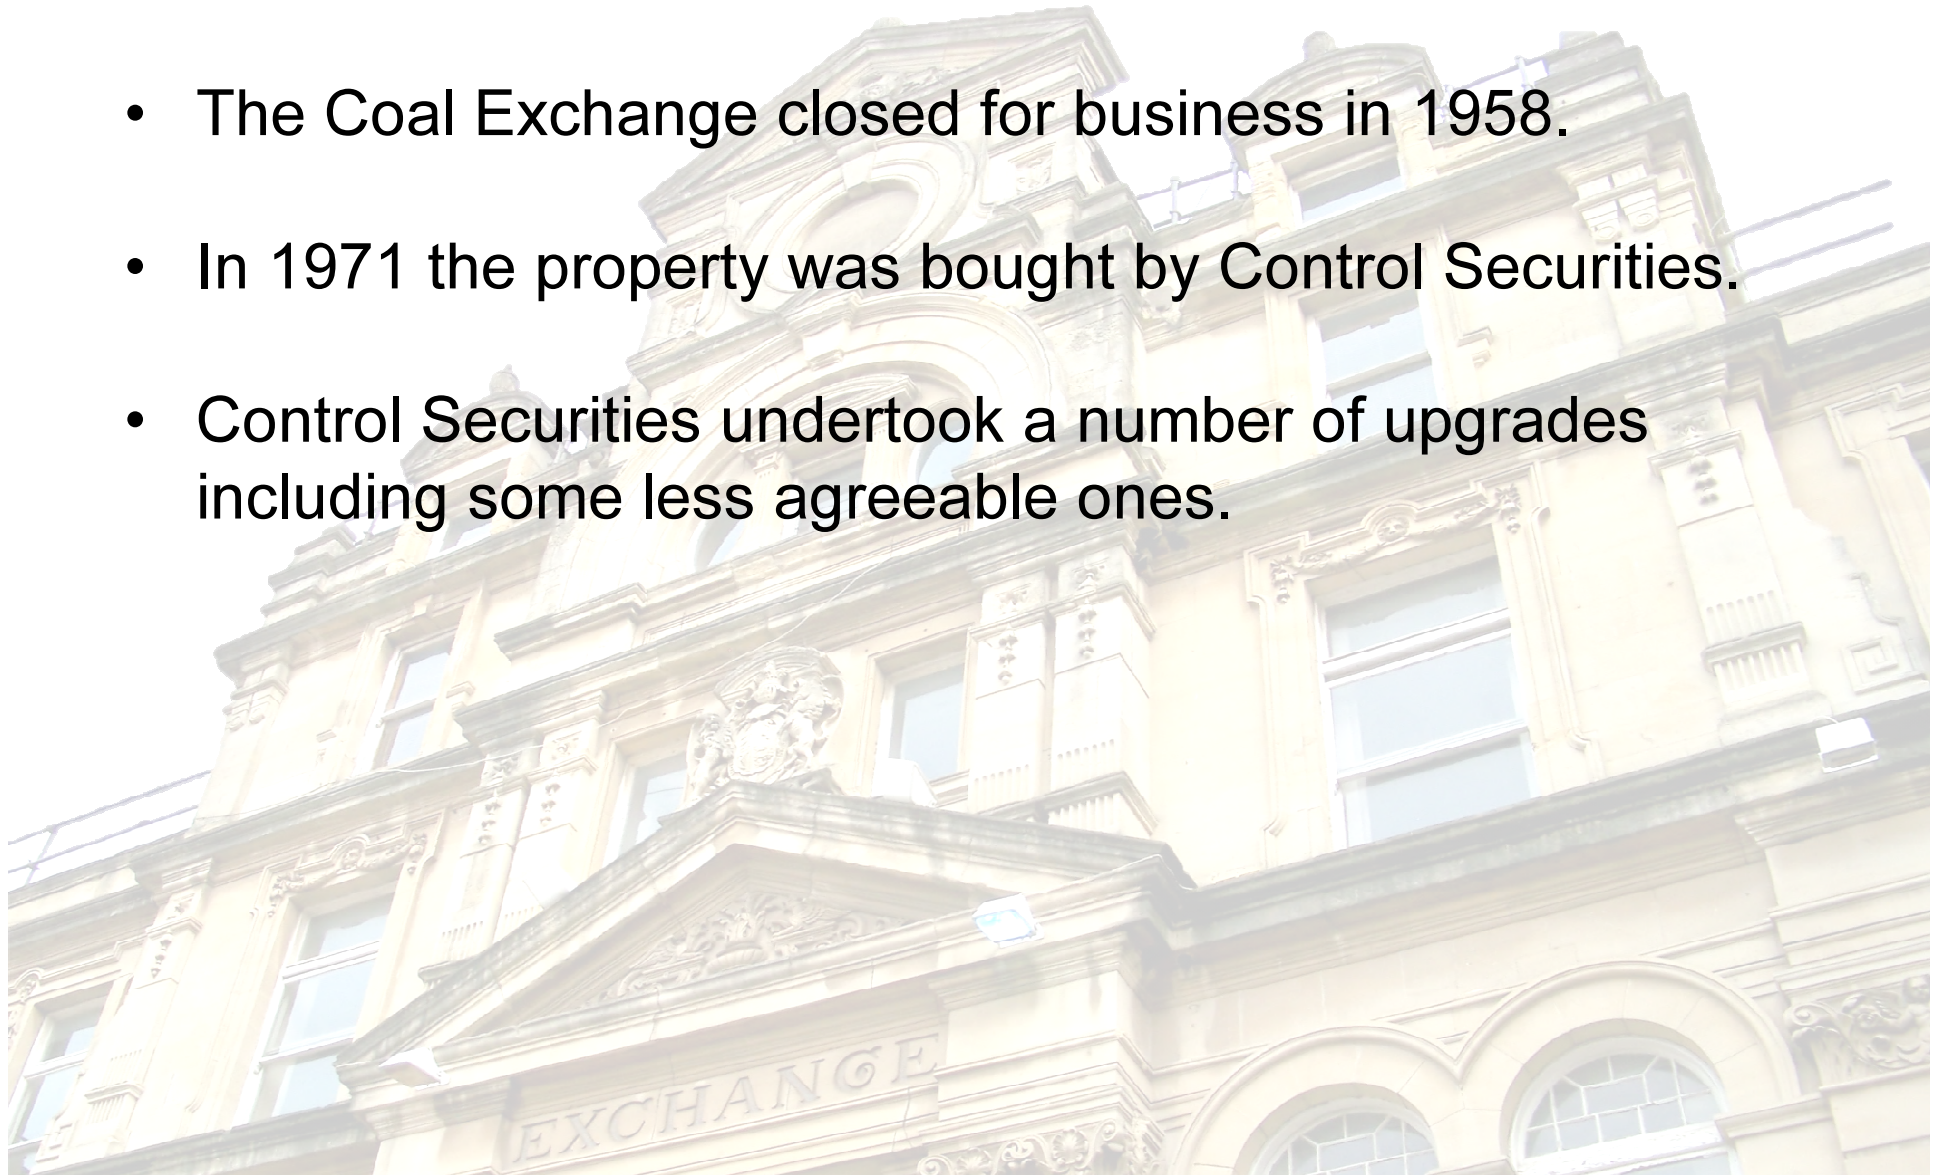 • The Coal Exchange closed for business in 1958.
• In 1971 the property was bought by Control Securities.
• Control Securities undertook a number of upgrades
including some less agreeable ones.
EXCHANGE